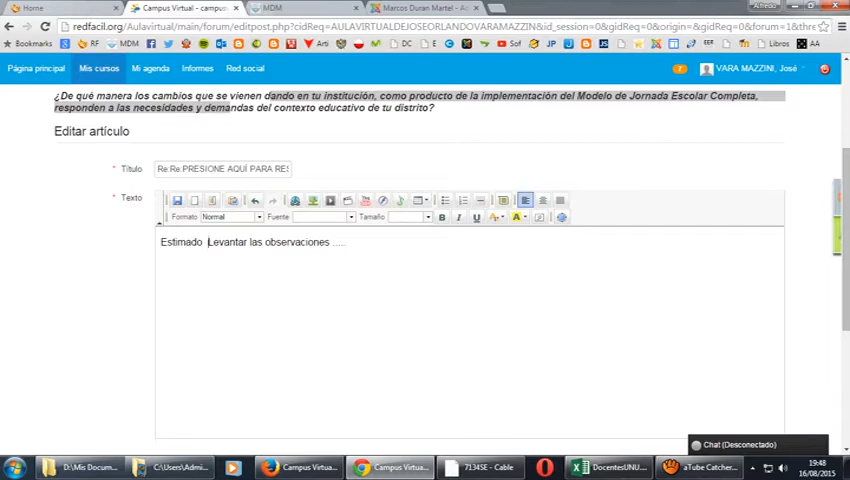 Home
Campus Virtual - campus
MDM
Marcos Duran Martel - Ad
Alfredo
redfacil.org/Aulavirtual/main/forum/editpost.php?cidReq=AULAVIRTUALDEJOSEORLANDOVARAMAZZIN&id_session=0&gidReq=0&origin=&gidReq=0&forum=1&thre
Bookmarks
RF
MDM
Arti
DC
E
Sof
JS
m
Libros
AA
Página principal
Mis cursos
Mi agenda
Informes
Red social
VARA MAZZINI, José
¿De qué manera los cambios que se vienen dando en tu institución, como producto de la implementación del Modelo de Jornada Escolar Completa,
responden a las necesidades y demandas del contexto educativo de tu distrito?
Editar artículo
* Título
Re:Re:PRESIONE AQUÍ PARA RES
* Texto
Formato Normal Fuente Tamaño B I U
Estimado Levantar las observaciones .....
Chat (Desconectado)
D:\Mis Docum...
C:\Users\Admi...
Campus Virtua...
Campus Virtua...
7134SE - Cable
DocentesUNU...
aTube Catcher...
19:48
16/08/2015